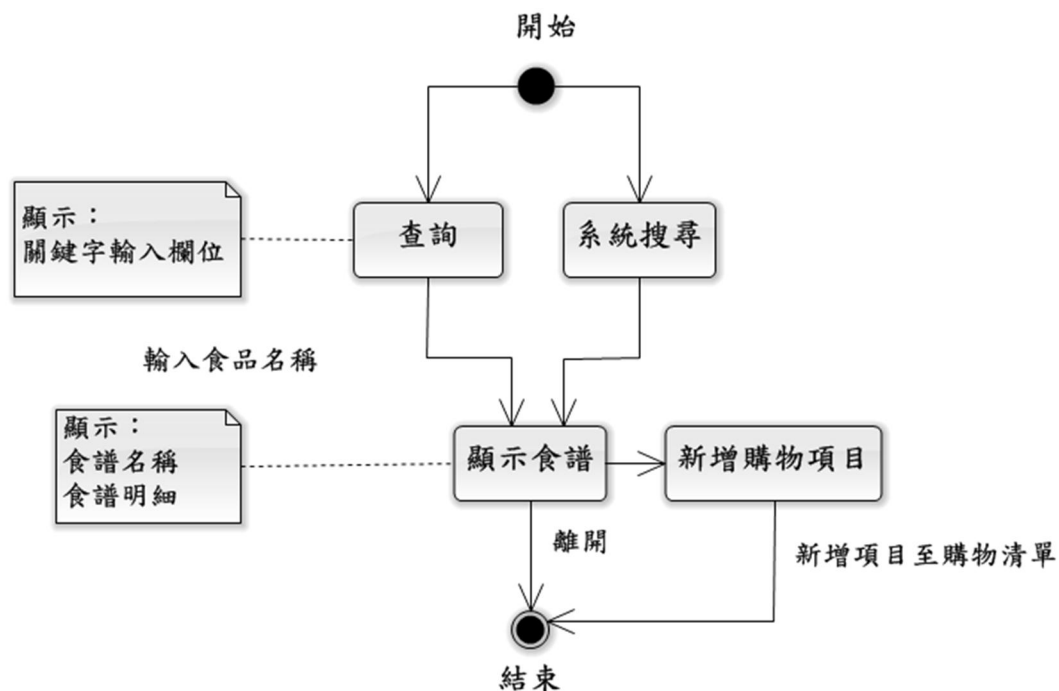 開始
顯示：
關鍵字輸入欄位
查詢
系統搜尋
輸入食品名稱
顯示：
食譜名稱
食譜明細
顯示食譜
新增購物項目
離開
新增項目至購物清單
結束